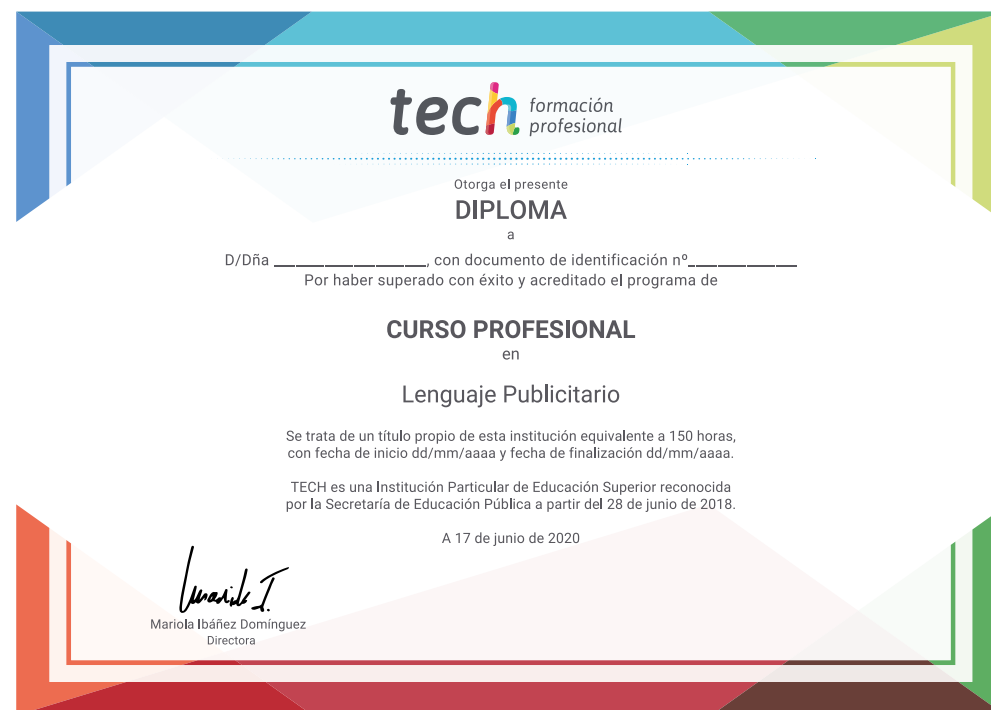 tech formación
profesional
Otorga el presente
DIPLOMA
a
D/Dña ____________________, con documento de identificación nº______________
Por haber superado con éxito y acreditado el programa de
CURSO PROFESIONAL
en
Lenguaje Publicitario
Se trata de un título propio de esta institución equivalente a 150 horas,
con fecha de inicio dd/mm/aaaa y fecha de finalización dd/mm/aaaa.
TECH es una Institución Particular de Educación Superior reconocida
por la Secretaría de Educación Pública a partir del 28 de junio de 2018.
A 17 de junio de 2020
Mariola Ibáñez Domínguez
Directora